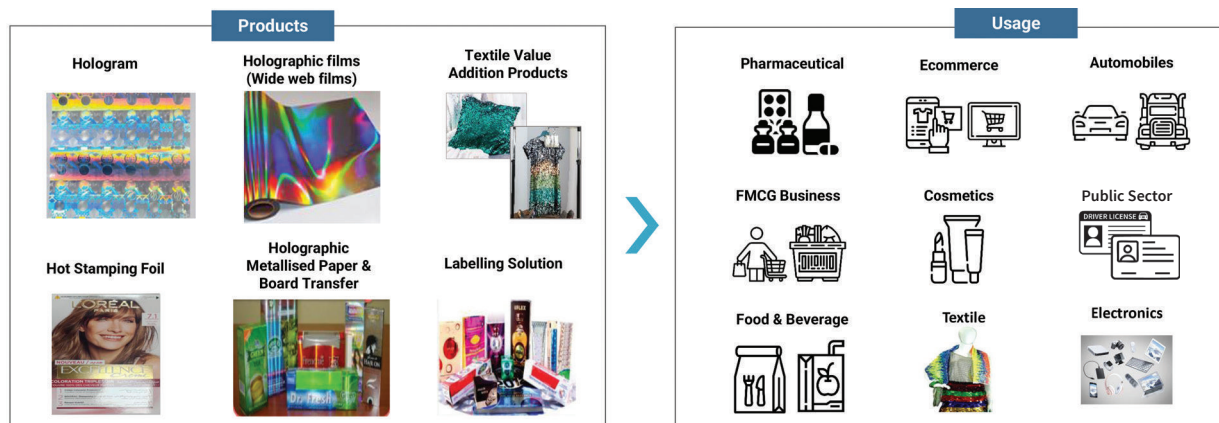 Products
Hologram
Holographic films
(Wide web films)
Textile Value
Addition Products
Hot Stamping Foil
Holographic
Metallised Paper &
Board Transfer
Labelling Solution
L'ORÉAL
PARIS
7.1
EXCELLENCE
Dr. Fresh
Usage
Pharmaceutical
Ecommerce
Automobiles
FMCG Business
Cosmetics
Public Sector
DRIVER LICENSE
Food & Beverage
Textile
Electronics